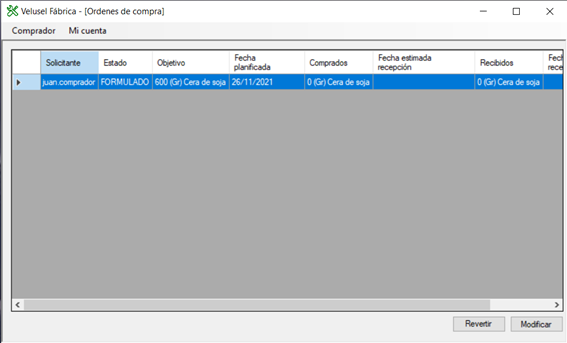 Velusel Fábrica - [Ordenes de compra]
Comprador Mi cuenta
Solicitante Estado Objetivo Fecha planificada Comprados Fecha estimada recepción Recibidos Fech rece
juan.comprador FORMULADO 600 (Gr) Cera de soja 26/11/2021 0 (Gr) Cera de soja 0 (Gr) Cera de soja
Revertir Modificar